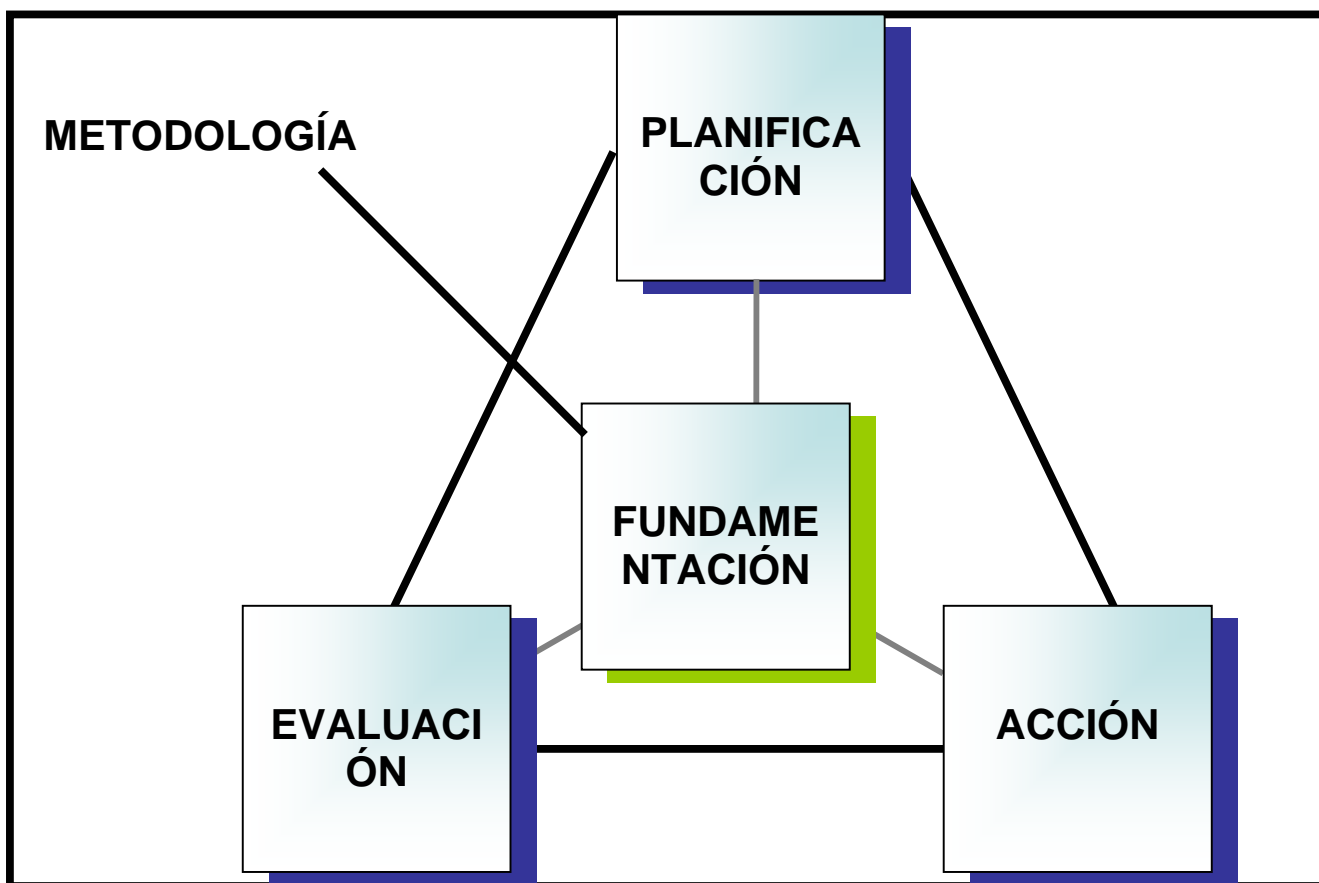 METODOLOGÍA
PLANIFICA
CIÓN
FUNDAME
NTACIÓN
EVALUACI
ÓN
ACCIÓN